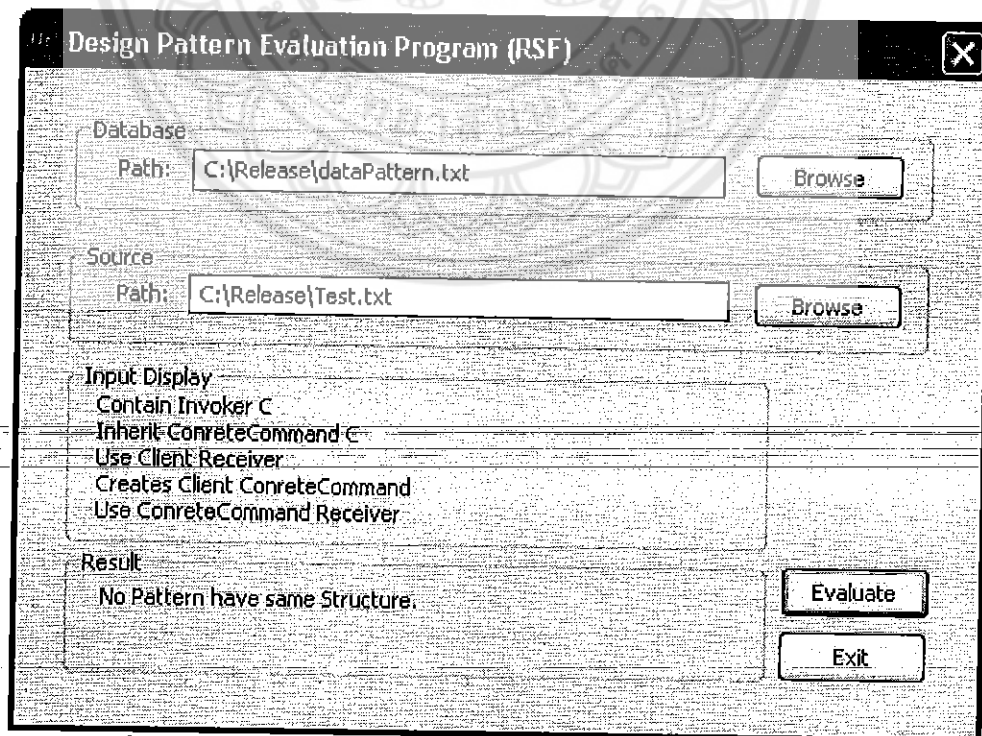 Design Pattern Evaluation Program (RSF)
Database
Path: C:\Release\dataPattern.txt Browse
Source
Path: C:\Release\Test.txt Browse
Input Display
Contain Invoker C
Inherit ConreteCommand C
Use Client Receiver
Creates Client ConreteCommand
Use ConreteCommand Receiver
Result
No Pattern have same Structure.
Evaluate
Exit